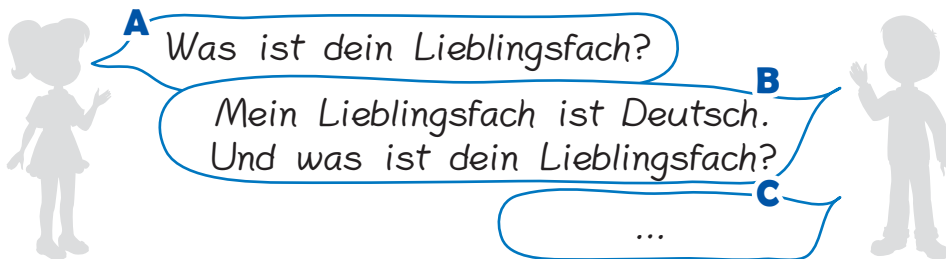 A
Was ist dein Lieblingsfach?
B
Mein Lieblingsfach ist Deutsch.
Und was ist dein Lieblingsfach?
C
...